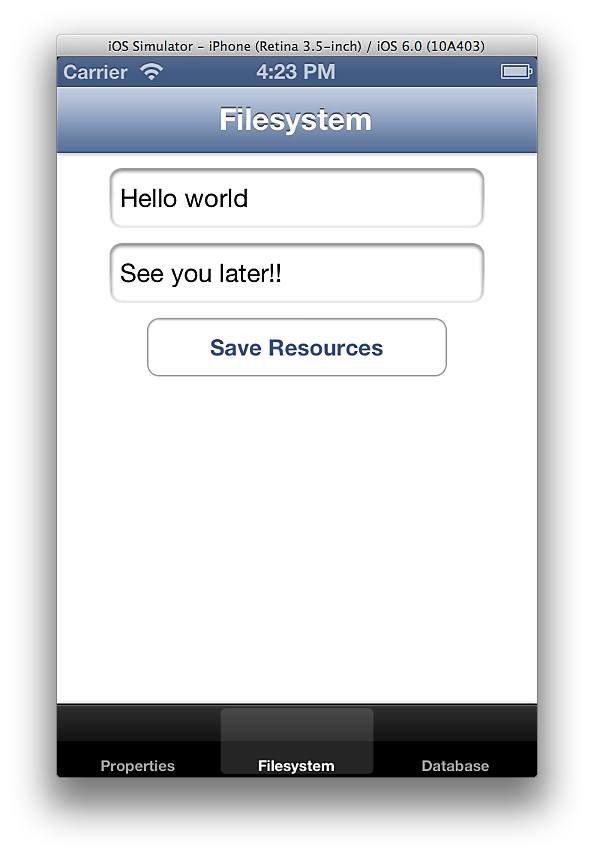 iOS Simulator – iPhone (Retina 3.5-inch) / iOS 6.0 (10A403)
Carrier 4:23 PM
Filesystem
Hello world
See you later!!
Save Resources
Properties Filesystem Database